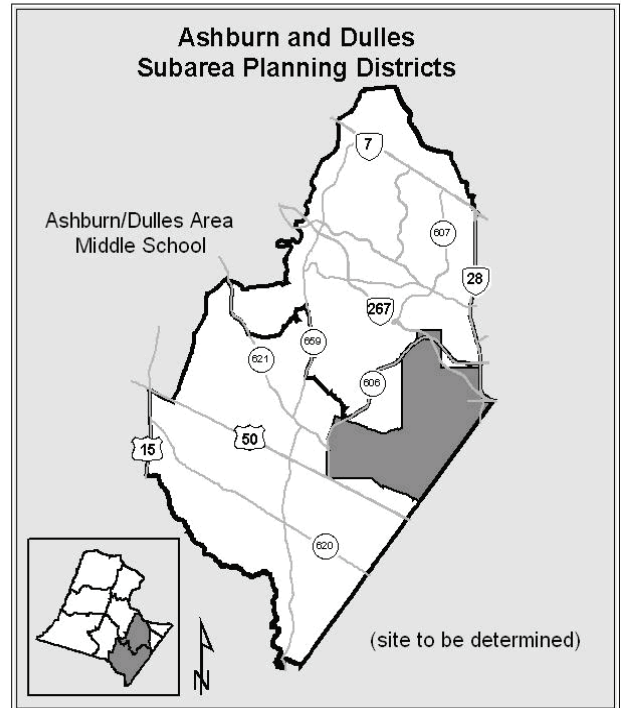 Ashburn and Dulles
Subarea Planning Districts
7
Ashburn/Dulles Area
Middle School
607
28
267
659
621
606
15
50
620
(site to be determined)
N